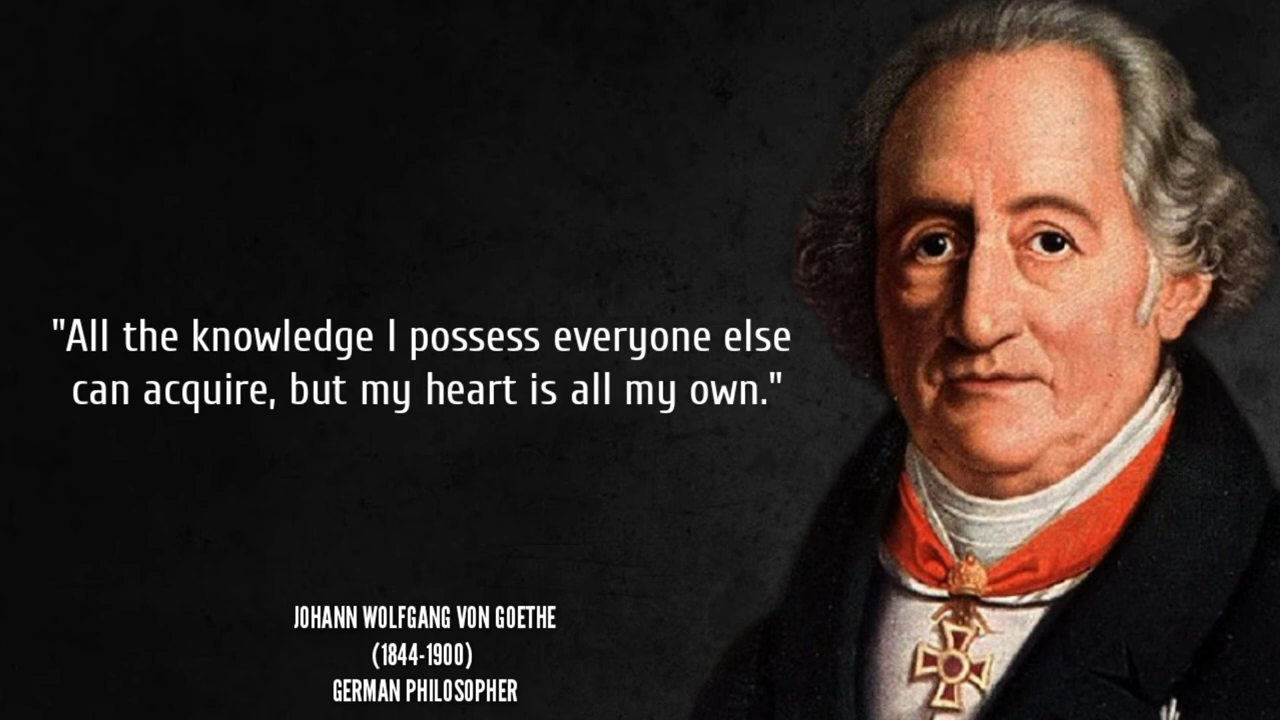 "All the knowledge I possess everyone else
can acquire, but my heart is all my own."
JOHANN WOLFGANG VON GOETHE
(1844-1900)
GERMAN PHILOSOPHER